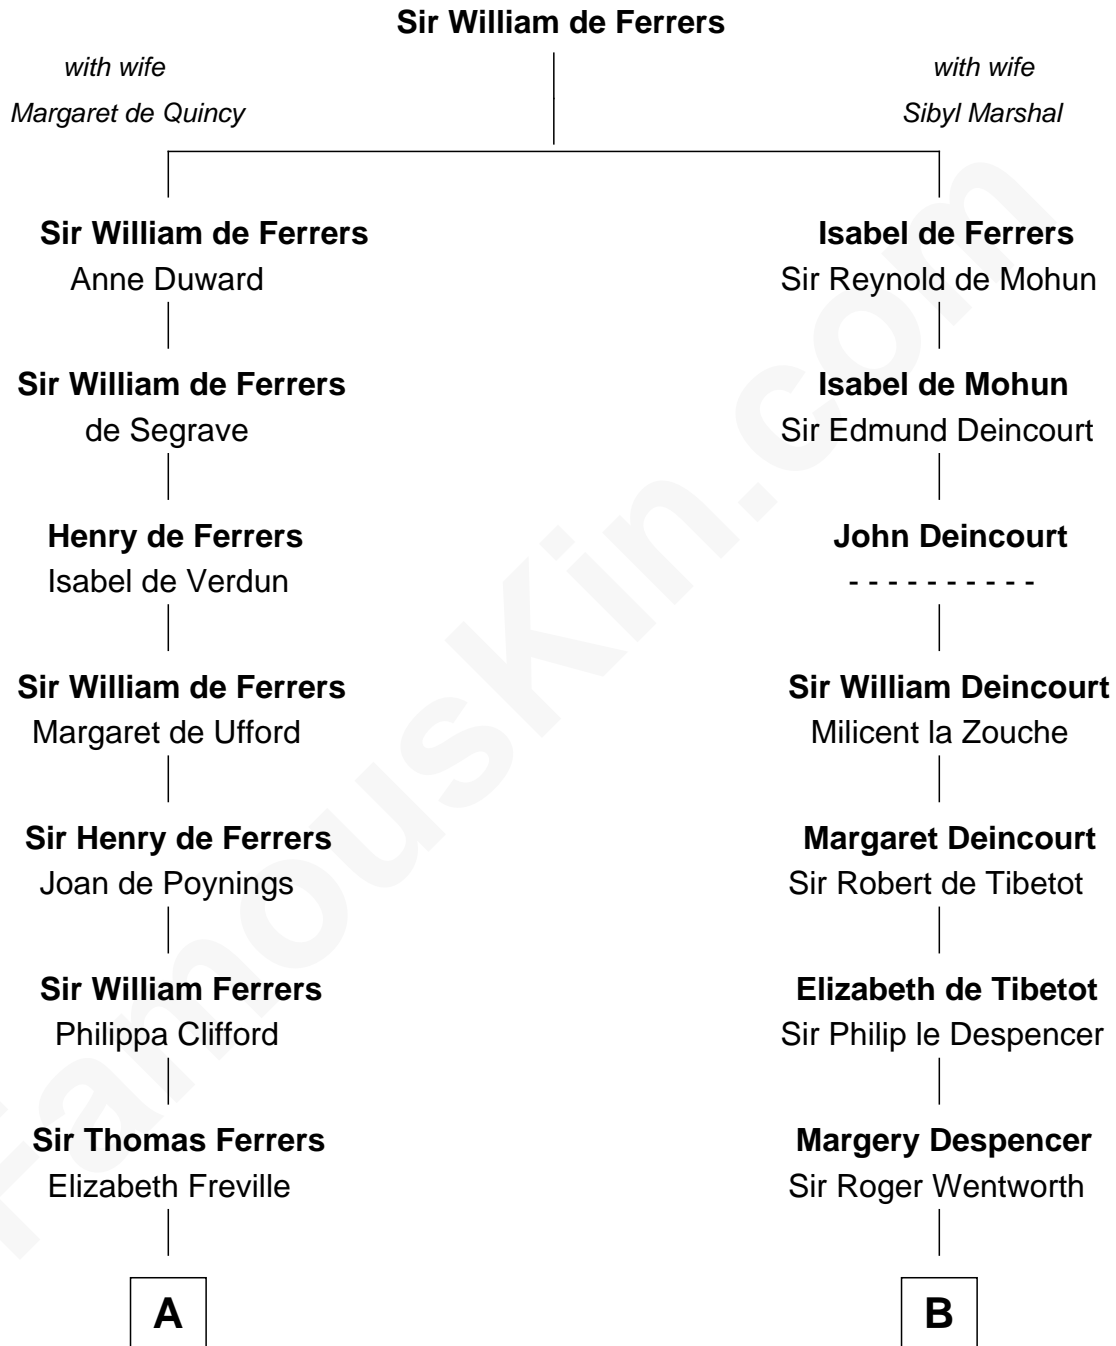 Sir William de Ferrers
with wife
Margaret de Quincy
with wife
Sibyl Marshal
Sir William de Ferrers
Anne Duward
Isabel de Ferrers
Sir Reynold de Mohun
Sir William de Ferrers
de Segrave
Isabel de Mohun
Sir Edmund Deincourt
Henry de Ferrers
Isabel de Verdun
John Deincourt
- - - - - - - - - -
Sir William de Ferrers
Margaret de Ufford
Sir William Deincourt
Milicent la Zouche
Sir Henry de Ferrers
Joan de Poynings
Margaret Deincourt
Sir Robert de Tibetot
Sir William Ferrers
Philippa Clifford
Elizabeth de Tibetot
Sir Philip le Despencer
Sir Thomas Ferrers
Elizabeth Freville
Margery Despencer
Sir Roger Wentworth
A
B
FamousKin.com